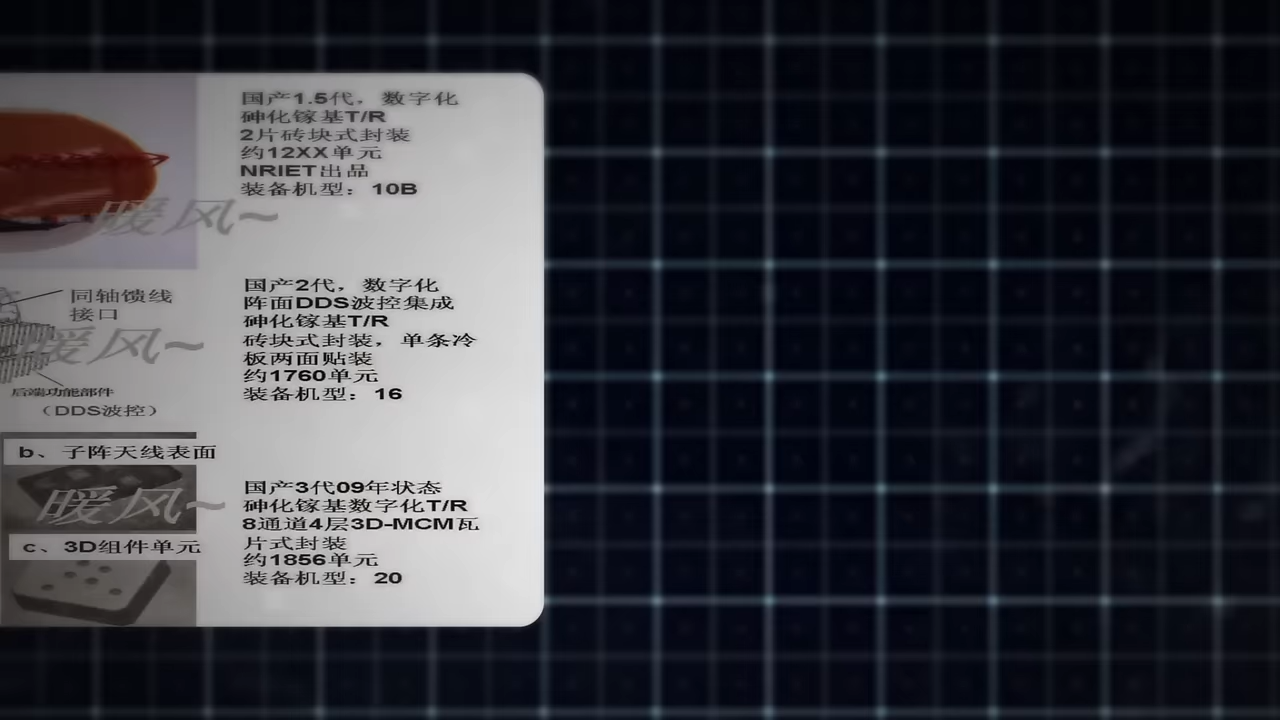 国产1.5代，数字化
砷化镓基T/R
2片砖块式封装
约12XX单元
NRIET出品
装备机型：10B
暖风~
国产2代，数字化
阵面DDS波控集成
砷化镓基T/R
砖块式封装，单条冷
板两面贴装
约1760单元
装备机型：16
同轴馈线
接口
暖风~
后端功能部件
（DDS波控）
b、子阵天线表面
暖风~
c、3D组件单元
国产3代09年状态
砷化镓基数字化T/R
8通道4层3D-MCM瓦
片式封装
约1856单元
装备机型：20